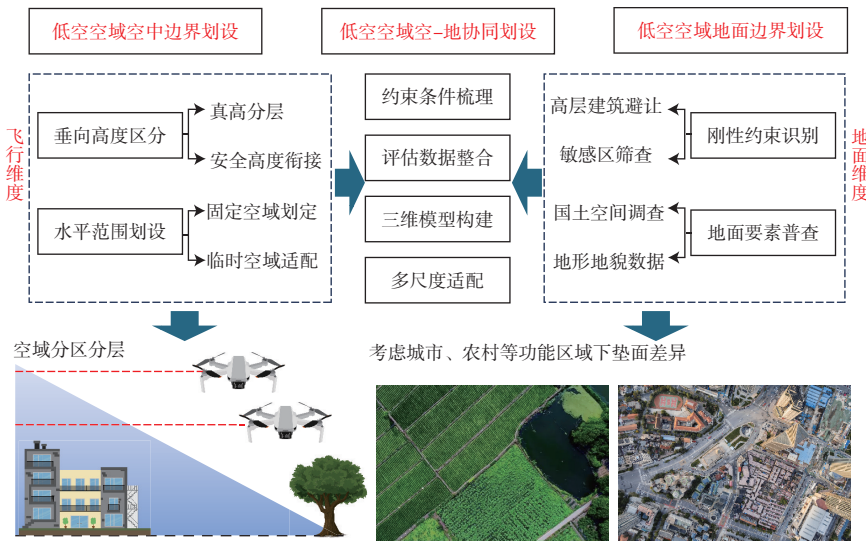 低空空域空中边界划设
低空空域空-地协同划设
低空空域地面边界划设
飞行维度
垂向高度区分
真高分层
安全高度衔接
水平范围划设
固定空域划定
临时空域适配
约束条件梳理
评估数据整合
三维模型构建
多尺度适配
高层建筑避让
敏感区筛查
刚性约束识别
国土空间调查
地形地貌数据
地面要素普查
地面维度
空域分区分层
考虑城市、农村等功能区域下垫面差异